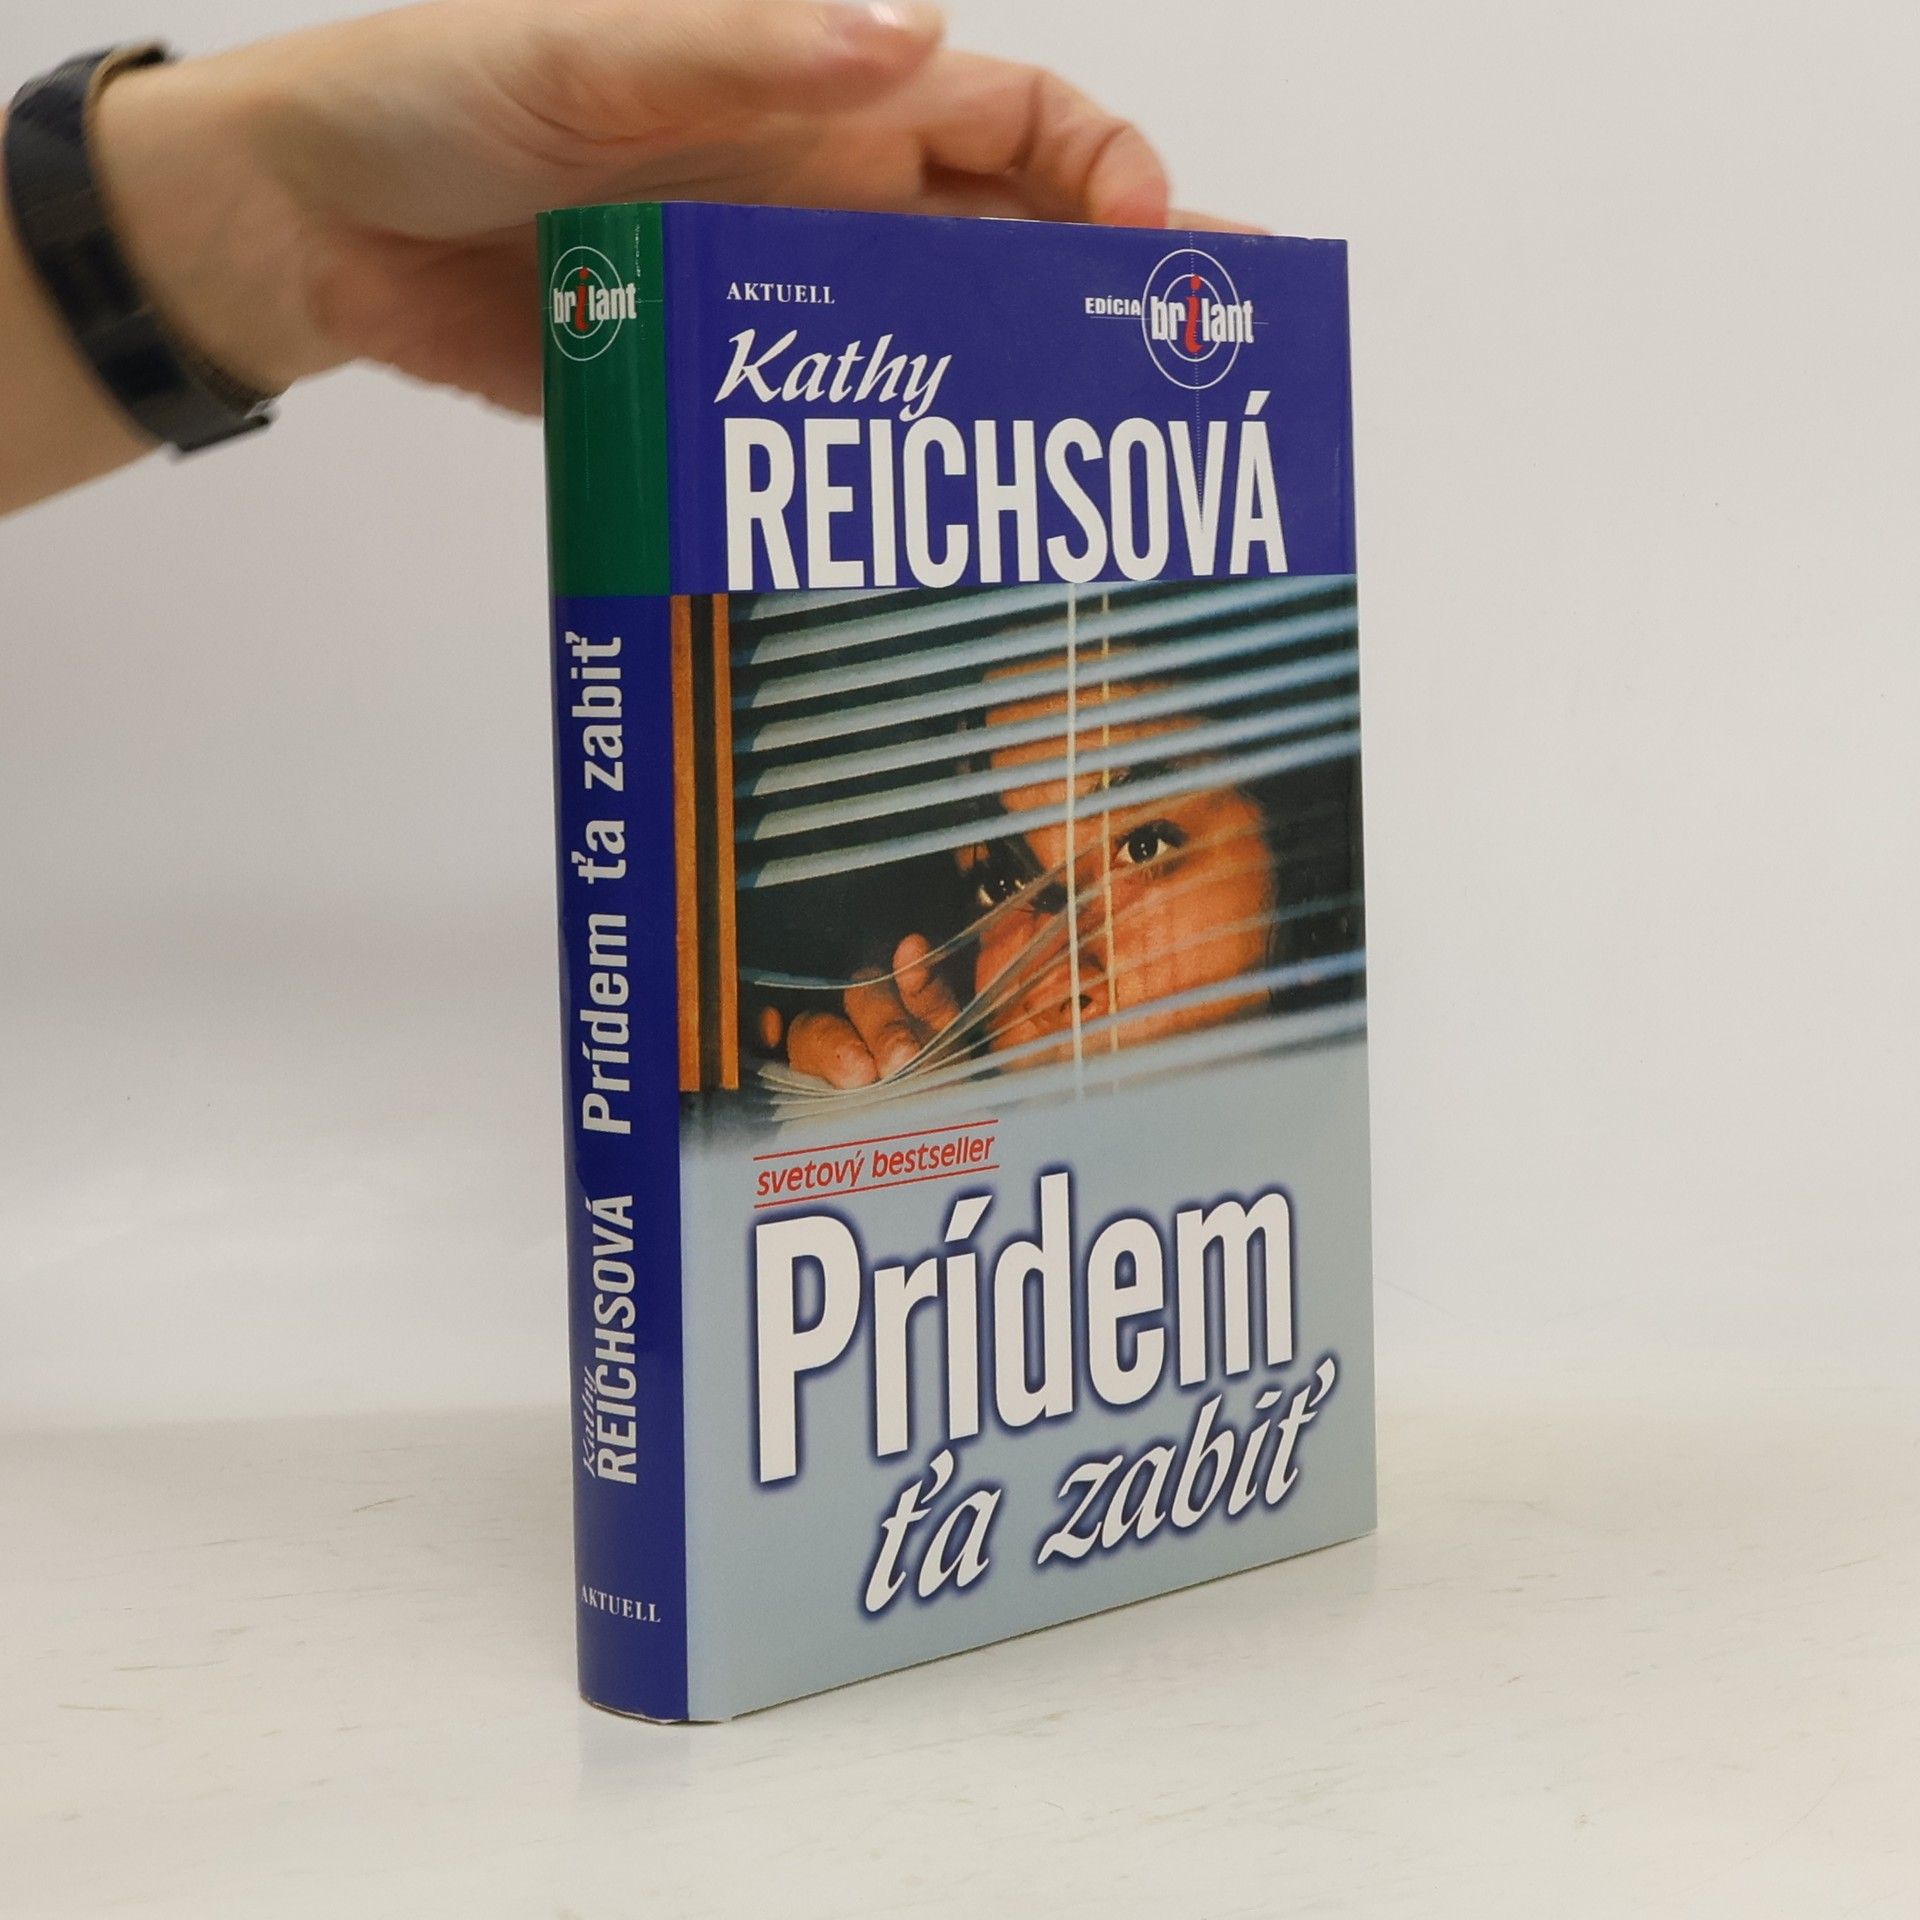 brilant
REICHSOVÁ Prídem ťa zabiť
Kathy
AKTUELL
AKTUELL
EDÍCIA brilant
Kathy
REICHSOVÁ
svetový bestseller
Prídem
ťa zabiť